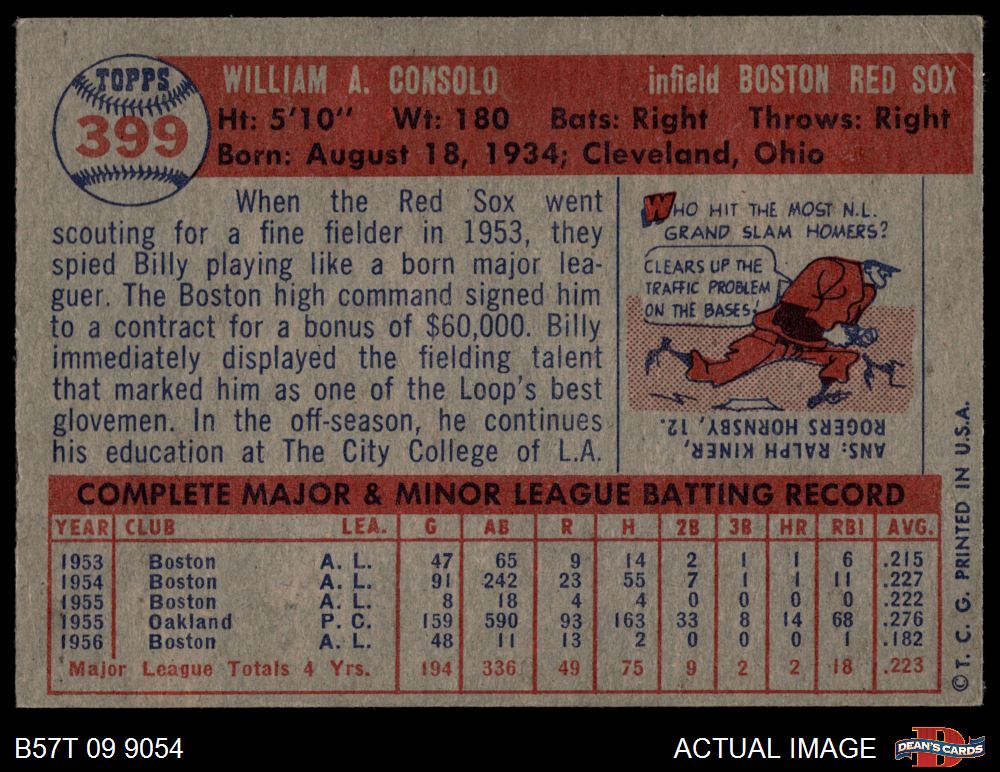 TOPPS
399
WILLIAM A. CONSOLO infield BOSTON RED SOX
Ht: 5'10" Wt: 180 Bats: Right Throws: Right
Born: August 18, 1934; Cleveland, Ohio
When the Red Sox went
scouting for a fine fielder in 1953, they
spied Billy playing like a born major lea-
guer. The Boston high command signed him
to a contract for a bonus of $60,000. Billy
immediately displayed the fielding talent
that marked him as one of the Loop's best
glovemen. In the off-season, he continues
his education at The City College of L.A.
WHO HIT THE MOST N.L.
GRAND SLAM HOMERS?
CLEARS UP THE
TRAFFIC PROBLEM
ON THE BASES!
ANS: RALPH KINER,
ROGERS HORNSBY, 12.
COMPLETE MAJOR & MINOR LEAGUE BATTING RECORD
YEAR CLUB LEA. G AB R H 2B 3B HR RBI AVG.
1953 Boston A. L. 47 65 9 14 2 1 1 6 .215
1954 Boston A. L. 91 242 23 55 7 1 1 11 .227
1955 Boston A. L. 8 18 4 4 0 0 0 0 .222
1955 Oakland P. C. 159 590 93 163 33 8 14 68 .276
1956 Boston A. L. 48 11 13 2 0 0 0 1 .182
Major League Totals 4 Yrs. 194 336 49 75 9 2 2 18 .223
© T. C. G. PRINTED IN U.S.A.
B57T 09 9054
ACTUAL IMAGE
DEAN'S CARDS